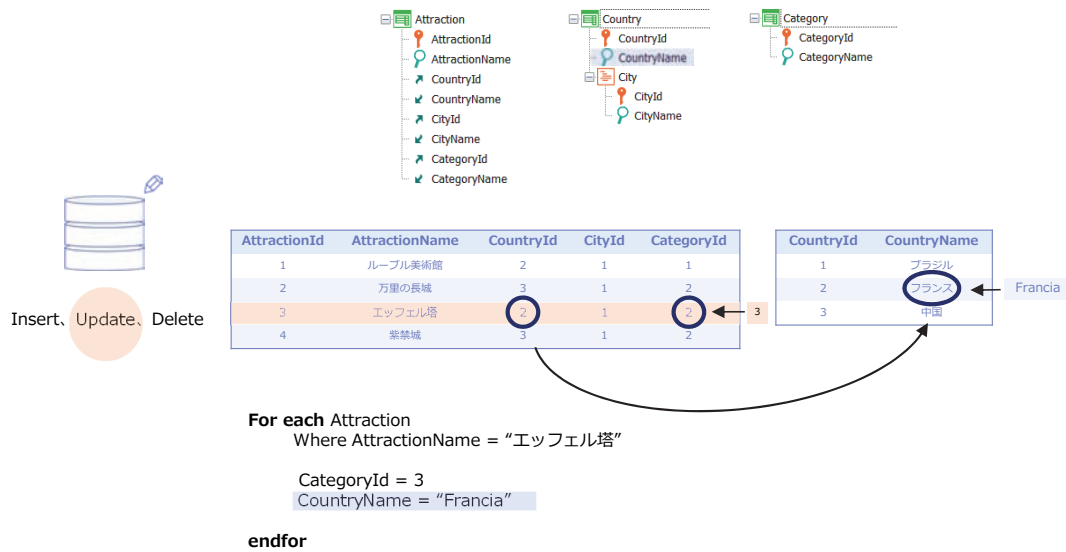 Attraction
AttractionId
AttractionName
CountryId
CountryName
CityId
CityName
CategoryId
CategoryName
Country
CountryId
CountryName
City
CityId
CityName
Category
CategoryId
CategoryName
Insert、Update、Delete
AttractionId AttractionName CountryId CityId CategoryId
1 ルーブル美術館 2 1 1
2 万里の長城 3 1 2
3 エッフェル塔 2 1 2
4 紫禁城 3 1 2
3
CountryId CountryName
1 ブラジル
2 フランス
3 中国
Francia
For each Attraction
Where AttractionName = “エッフェル塔”
CategoryId = 3
CountryName = “Francia”
endfor